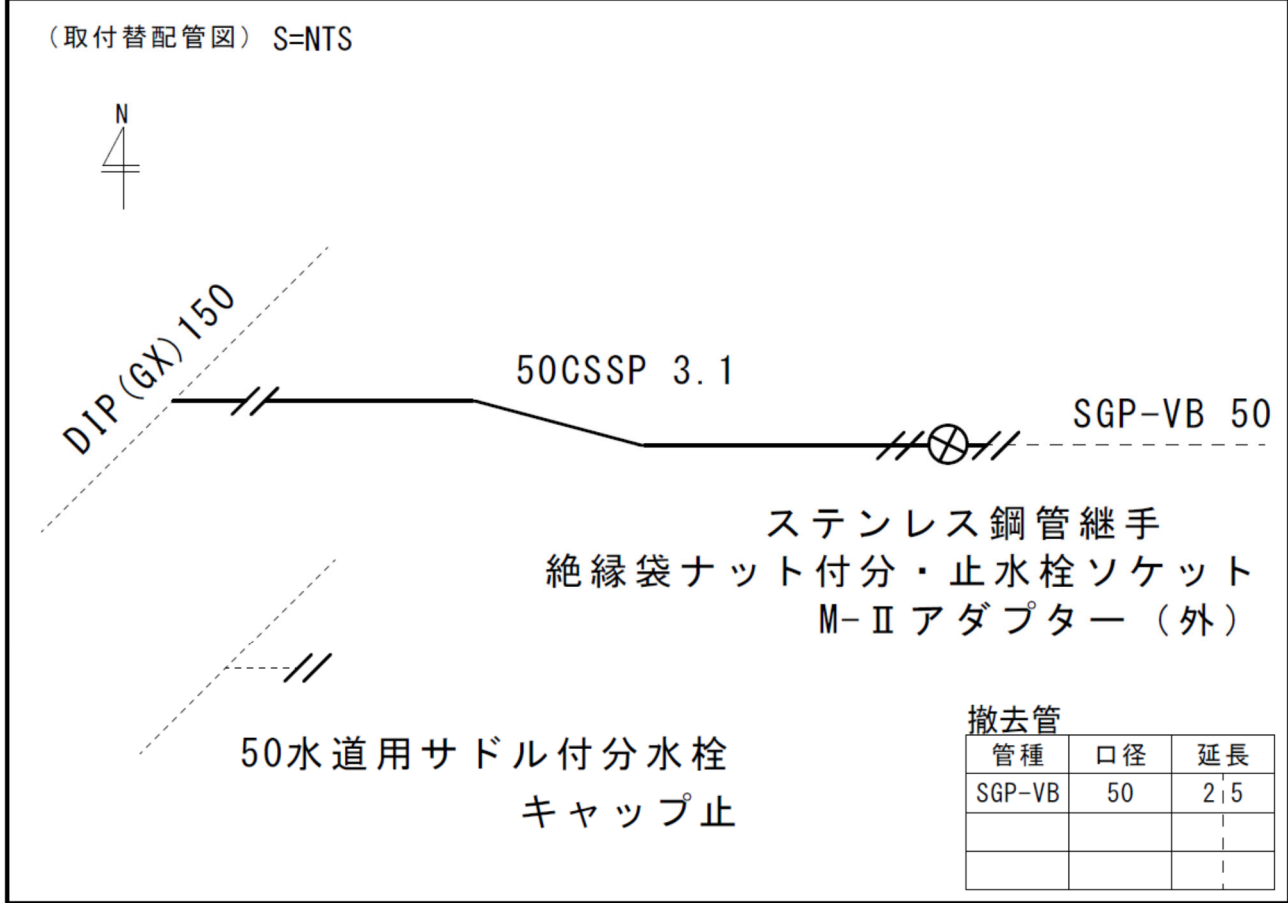 （取付替配管図） S=NTS
N
DIP(GX)150
50CSSP 3.1
SGP-VB 50
ステンレス鋼管継手
絶縁袋ナット付分・止水栓ソケット
M-Ⅱアダプター（外）
50水道用サドル付分水栓
キャップ止
撤去管
管種 口径 延長
SGP-VB 50 2 5